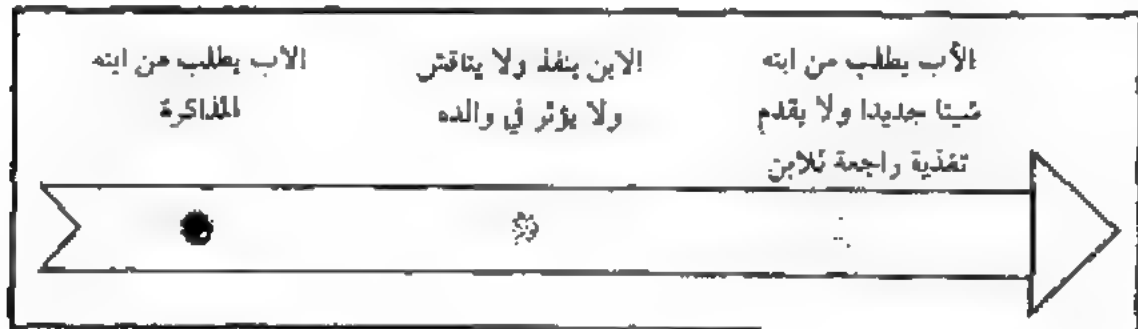 الأب يطلب من ابنه
المذاكرة
الابن ينفذ ولا يناقش
ولا يؤثر في والده
الأب يطلب من ابنه
شيئا جديدا ولا يقدم
تغذية راجعة للابن